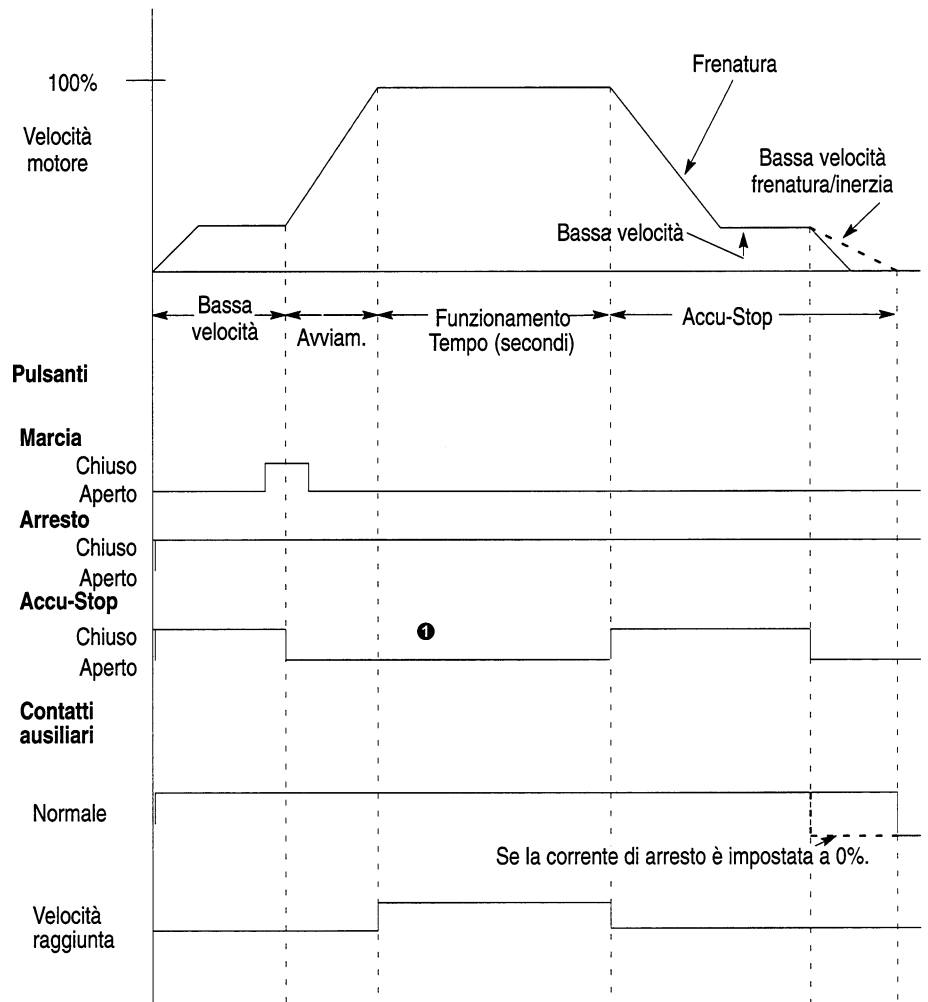 100%
Velocità
motore
Frenatura
Bassa velocità
frenatura/inerzia
Bassa velocità
Bassa
velocità
Avviam.
Funzionamento
Tempo (secondi)
Accu-Stop
Pulsanti
Marcia
Chiuso
Aperto
Arresto
Chiuso
Aperto
Accu-Stop
Chiuso
❶
Aperto
Contatti
ausiliari
Normale
Se la corrente di arresto è impostata a 0%.
Velocità
raggiunta